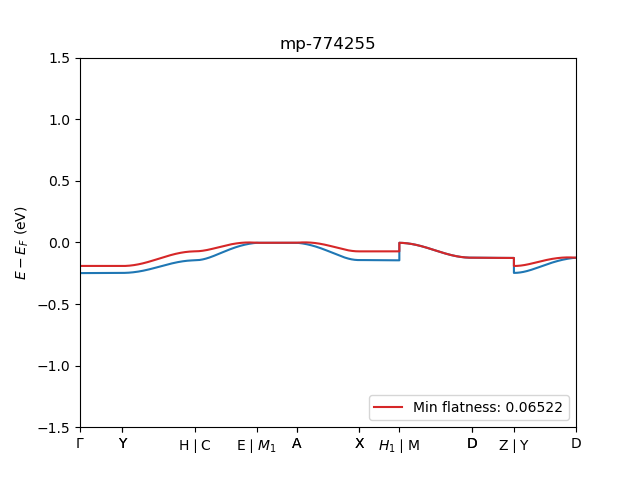 mp-774255
1.5
1.0
0.5
0.0
−0.5
−1.0
−1.5
E − E_F (eV)
Min flatness: 0.06522
Γ Y H | C E | M₁ A X H₁ | M D Z | Y D